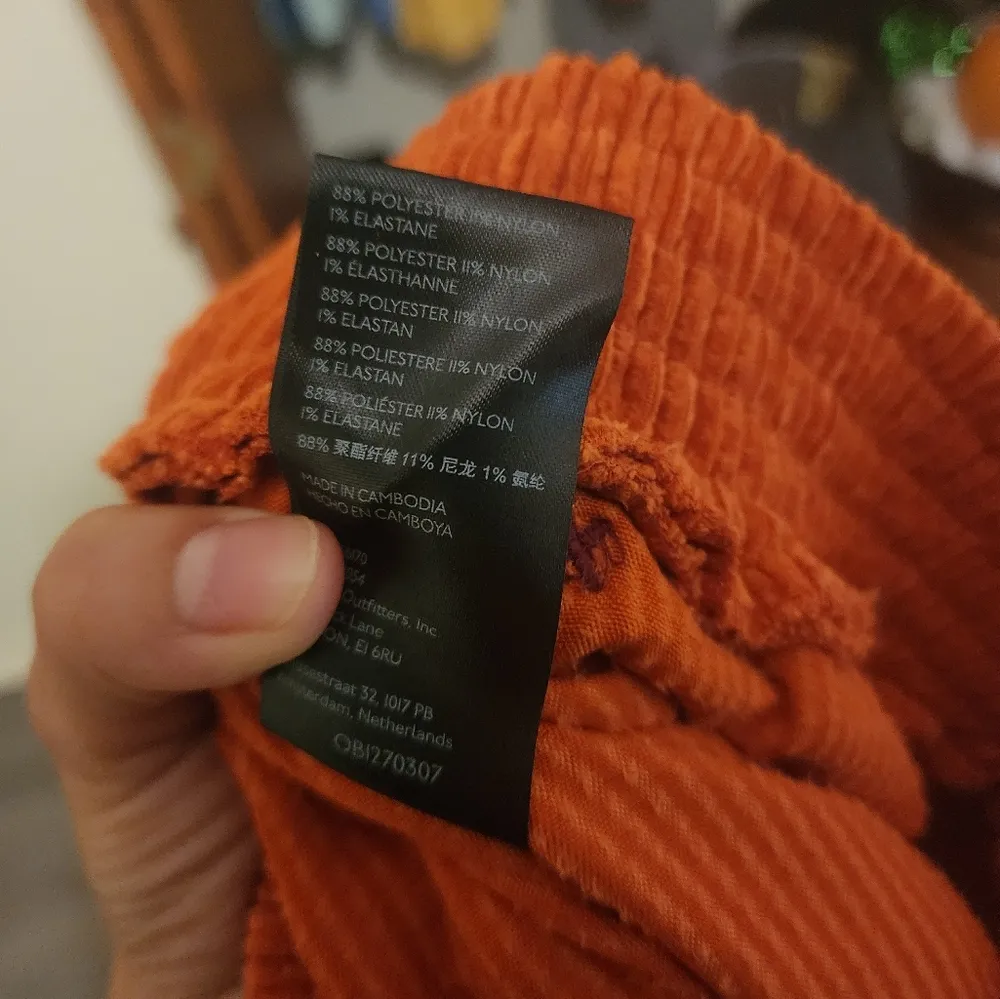 88% POLYESTER 11% NYLON
1% ELASTANE
88% POLYESTER 11% NYLON
1% ÉLASTHANNE
88% POLYESTER 11% NYLON
1% ELASTAN
88% POLIESTERE 11% NYLON
1% ELASTAN
88% POLIÉSTER 11% NYLON
1% ELASTANE
88% 聚酯纤维 11% 尼龙 1% 氨纶
MADE IN CAMBODIA
HECHO EN CAMBOYA
Outfitters, Inc
Lane
ON, E1 6RU
straat 32, 1017 PB
sterdam, Netherlands
OB1270307